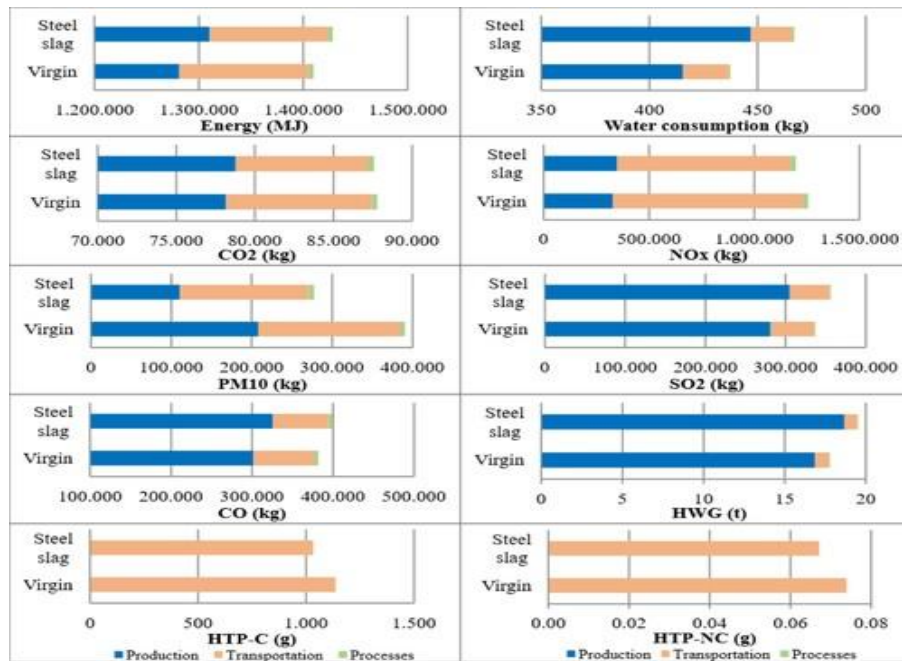 Steel
slag
Virgin
1.200.000 1.300.000 1.400.000 1.500.000
Energy (MJ)
Steel
slag
Virgin
350 400 450 500
Water consumption (kg)
Steel
slag
Virgin
70.000 75.000 80.000 85.000 90.000
CO2 (kg)
Steel
slag
Virgin
0 500.000 1.000.000 1.500.000
NOx (kg)
Steel
slag
Virgin
0 100.000 200.000 300.000 400.000
PM10 (kg)
Steel
slag
Virgin
0 100.000 200.000 300.000 400.000
SO2 (kg)
Steel
slag
Virgin
100.000 200.000 300.000 400.000 500.000
CO (kg)
Steel
slag
Virgin
0 5 10 15 20
HWG (t)
Steel
slag
Virgin
0 500 1.000 1.500
HTP-C (g)
Production Transportation Processes
Steel
slag
Virgin
0.00 0.02 0.04 0.06 0.08
HTP-NC (g)
Production Transportation Processes